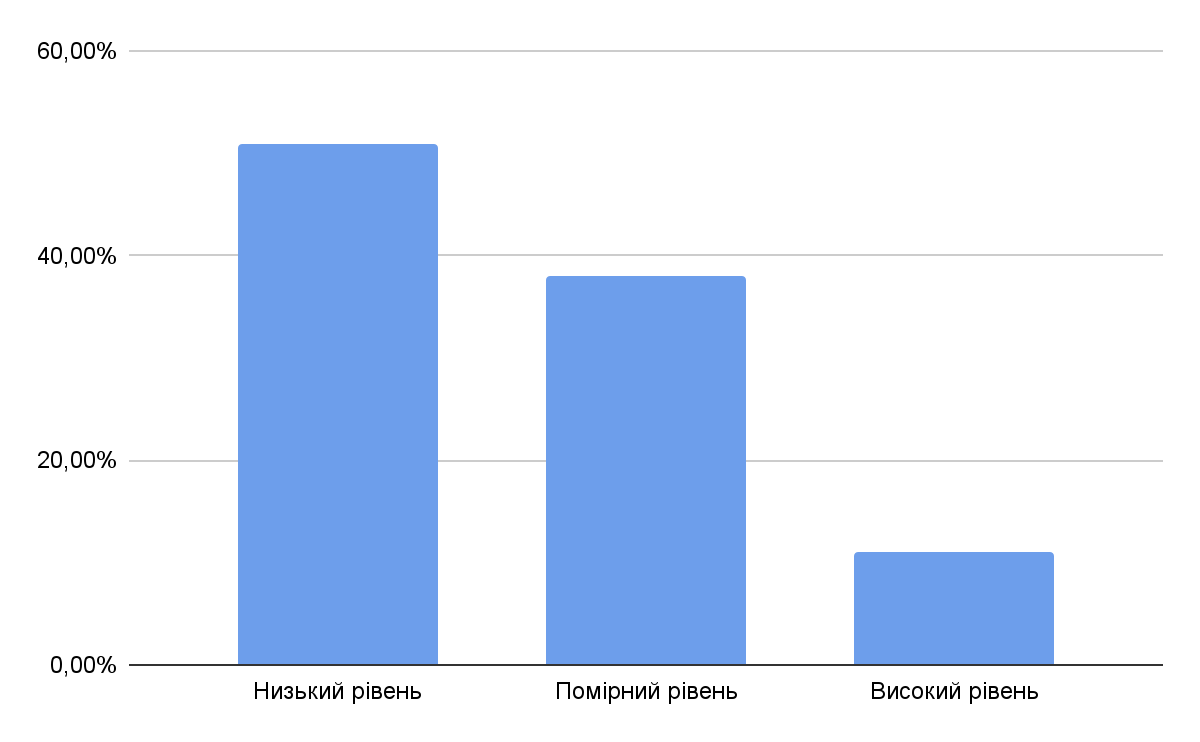 60,00%
40,00%
20,00%
0,00%
Низький рівень
Помірний рівень
Високий рівень